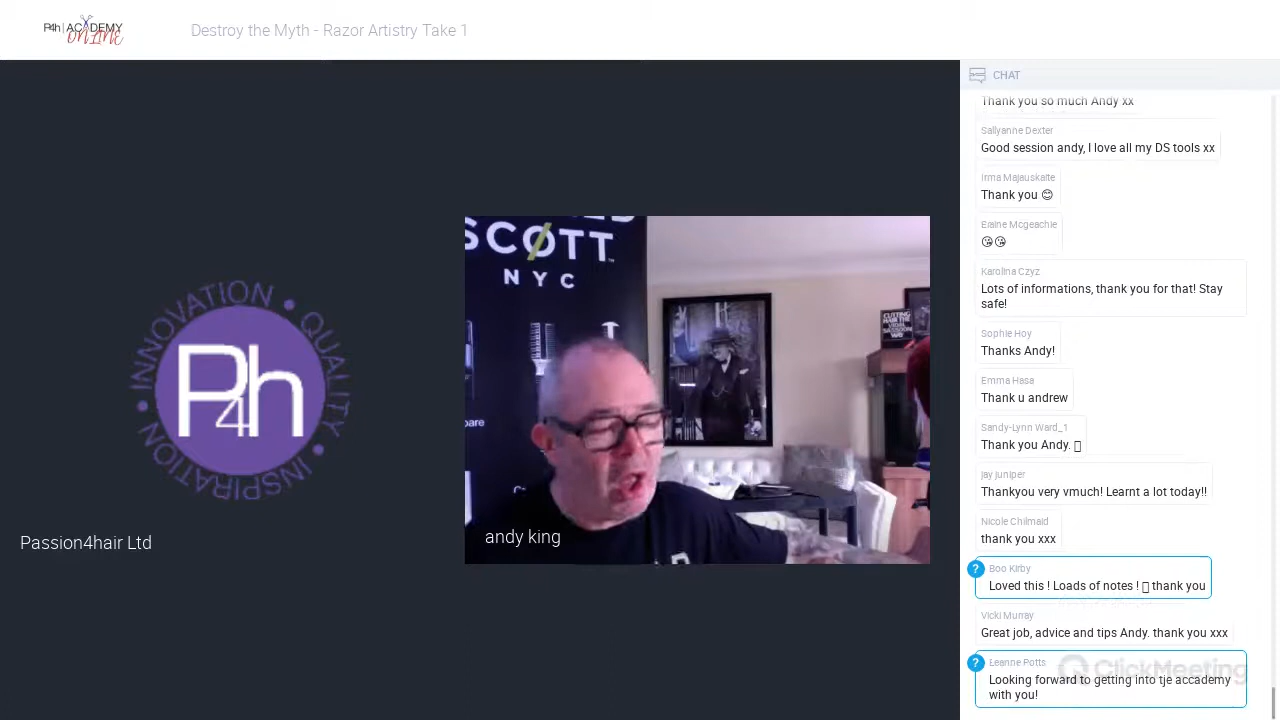 P4h | ACADEMY
ONLINE
Destroy the Myth - Razor Artistry Take 1
CHAT
Thank you so much Andy xx
Sallyanne Dexter
Good session andy, I love all my DS tools xx
Irma Majauskaite
Thank you 😊
Elaine Mcgeachie
😘😘
Karolina Czyz
Lots of informations, thank you for that! Stay
safe!
Sophie Hoy
Thanks Andy!
Emma Hasa
Thank u andrew
Sandy-Lynn Ward_1
Thank you Andy.
jay juniper
Thankyou very vmuch! Learnt a lot today!!
Nicole Chilmaid
thank you xxx
Boo Kirby
Loved this ! Loads of notes ! thank you
Vicki Murray
Great job, advice and tips Andy. thank you xxx
Leanne Potts
Looking forward to getting into tje accademy
with you!
ClickMeeting
INNOVATION • QUALITY • INSPIRATION •
P4h
Passion4hair Ltd
SCOTT
NYC
CUTTING
HAIR THE
VIDAL
SASSOON
WAY
andy king